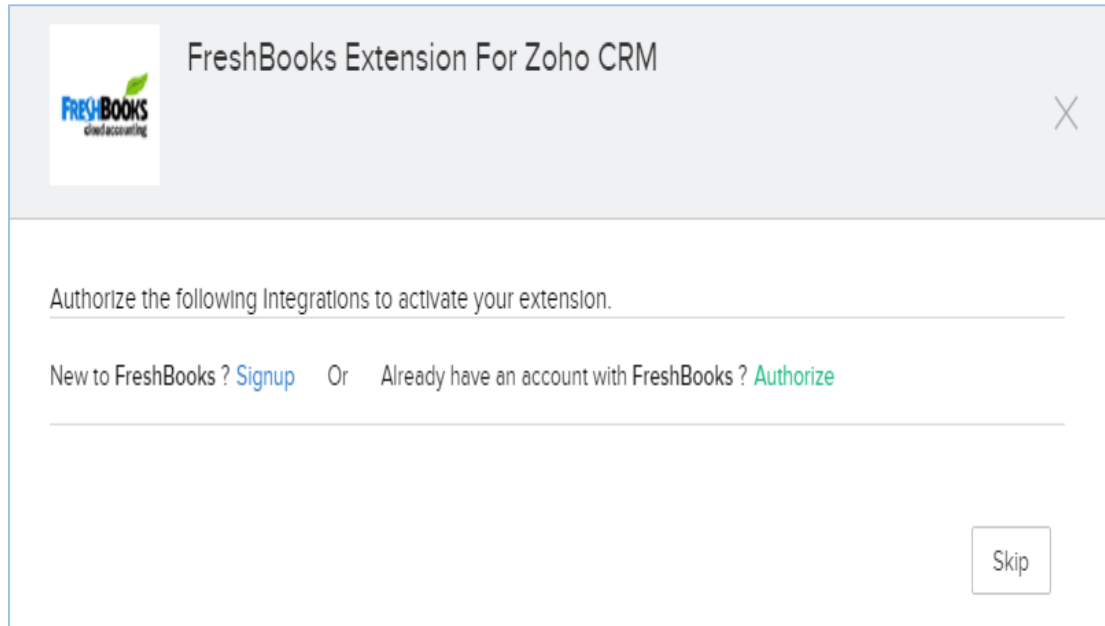 FreshBooks Extension For Zoho CRM
FRESHBOOKS
cloud accounting
X
Authorize the following Integrations to activate your extension.
New to FreshBooks ? Signup Or Already have an account with FreshBooks ? Authorize
Skip